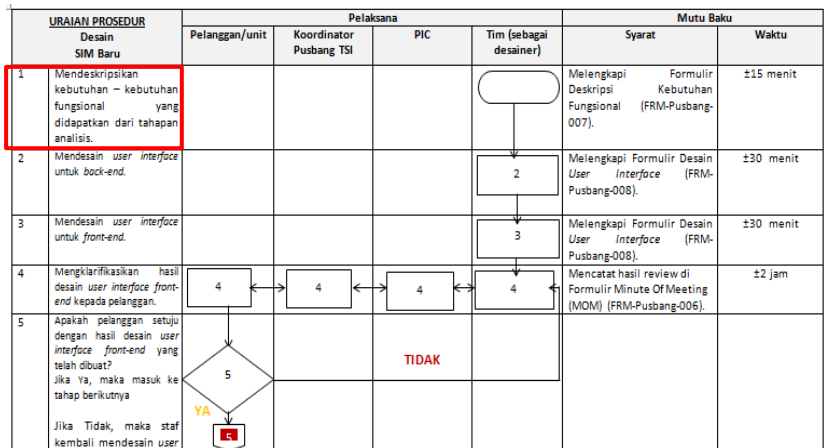 URAIAN PROSEDUR
Desain
SIM Baru
Pelaksana
Mutu Baku
Pelanggan/unit
Koordinator
Pusbang TSI
PIC
Tim (sebagai
desainer)
Syarat
Waktu
1
Mendeskripsikan
kebutuhan – kebutuhan
fungsional yang
didapatkan dari tahapan
analisis.
Melengkapi Formulir
Deskripsi Kebutuhan
Fungsional (FRM-Pusbang-
007).
±15 menit
2
Mendesain user interface
untuk back-end.
2
Melengkapi Formulir Desain
User Interface (FRM-
Pusbang-008).
±30 menit
3
Mendesain user interface
untuk front-end.
3
Melengkapi Formulir Desain
User Interface (FRM-
Pusbang-008).
±30 menit
4
Mengklarifikasikan hasil
desain user interface front-
end kepada pelanggan.
4
4
4
4
Mencatat hasil review di
Formulir Minute Of Meeting
(MOM) (FRM-Pusbang-006).
±2 jam
5
Apakah pelanggan setuju
dengan hasil desain user
interface front-end yang
telah dibuat?
Jika Ya, maka masuk ke
tahap berikutnya
Jika Tidak, maka staf
kembali mendesain user
5
TIDAK
YA
5